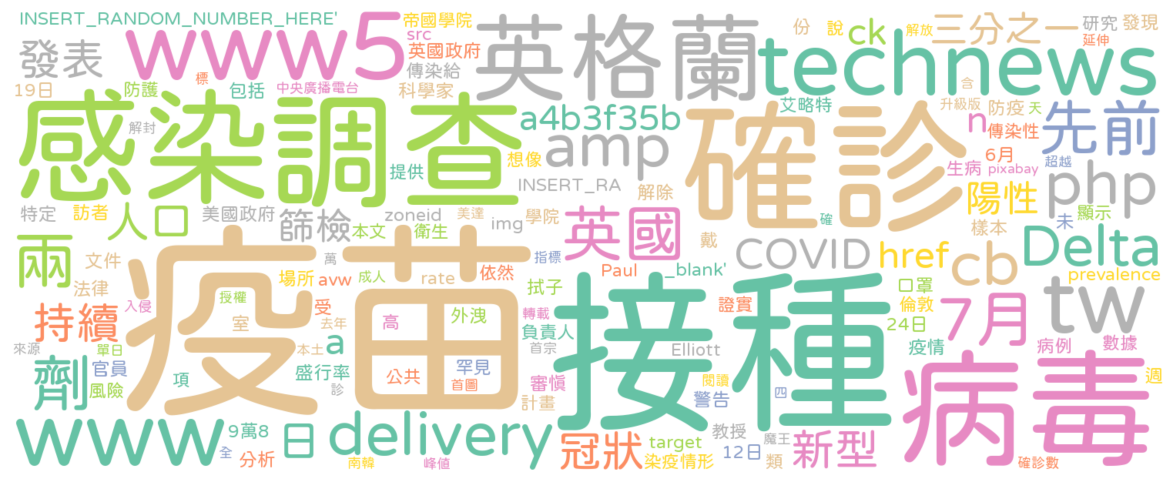 INSERT_RANDOM_NUMBER_HERE'
帝國學院
src
英國政府
傳染給
科學家
www5
英格蘭
份
說
ck
解放
三分之一
研究
發現
延伸
發表
標
19日
防護
包括
中央廣播電台
technews
解封
感染調查
a4b3f35b
amp
想像
提供
INSERT_RA
確診
艾略特
含
升級版
防疫
天
n
傳染性
6月
超越
pixabay
先前
生病
解除
php
特定
訪者
人口
美國政府
篩檢
zoneid
本文
衛生
美達
img
學院
英國
戴
確
陽性
未
顯示
樣本
兩
文件
法律
萬
場所
avw
成人
rate
依然
指標
Paul
_blank'
COVID
href
cb
Delta
prevalence
tw
持續
入侵
授權
室
去年
受
高
外洩
拭子
轉載
負責人
證實
口罩
倫敦
24日
7月
疫苗
接種
來源
單日
官員
本土
a
罕見
首宗
Elliott
疫情
病例
數據
劑
風險
項
盛行率
診
公共
首圖
審慎
計畫
警告
閱讀
四
週
病毒
www
日
9萬8
全
分析
delivery
南韓
峰值
冠狀
target
染疫情形
教授
12日
魔王
類
新型
確診數